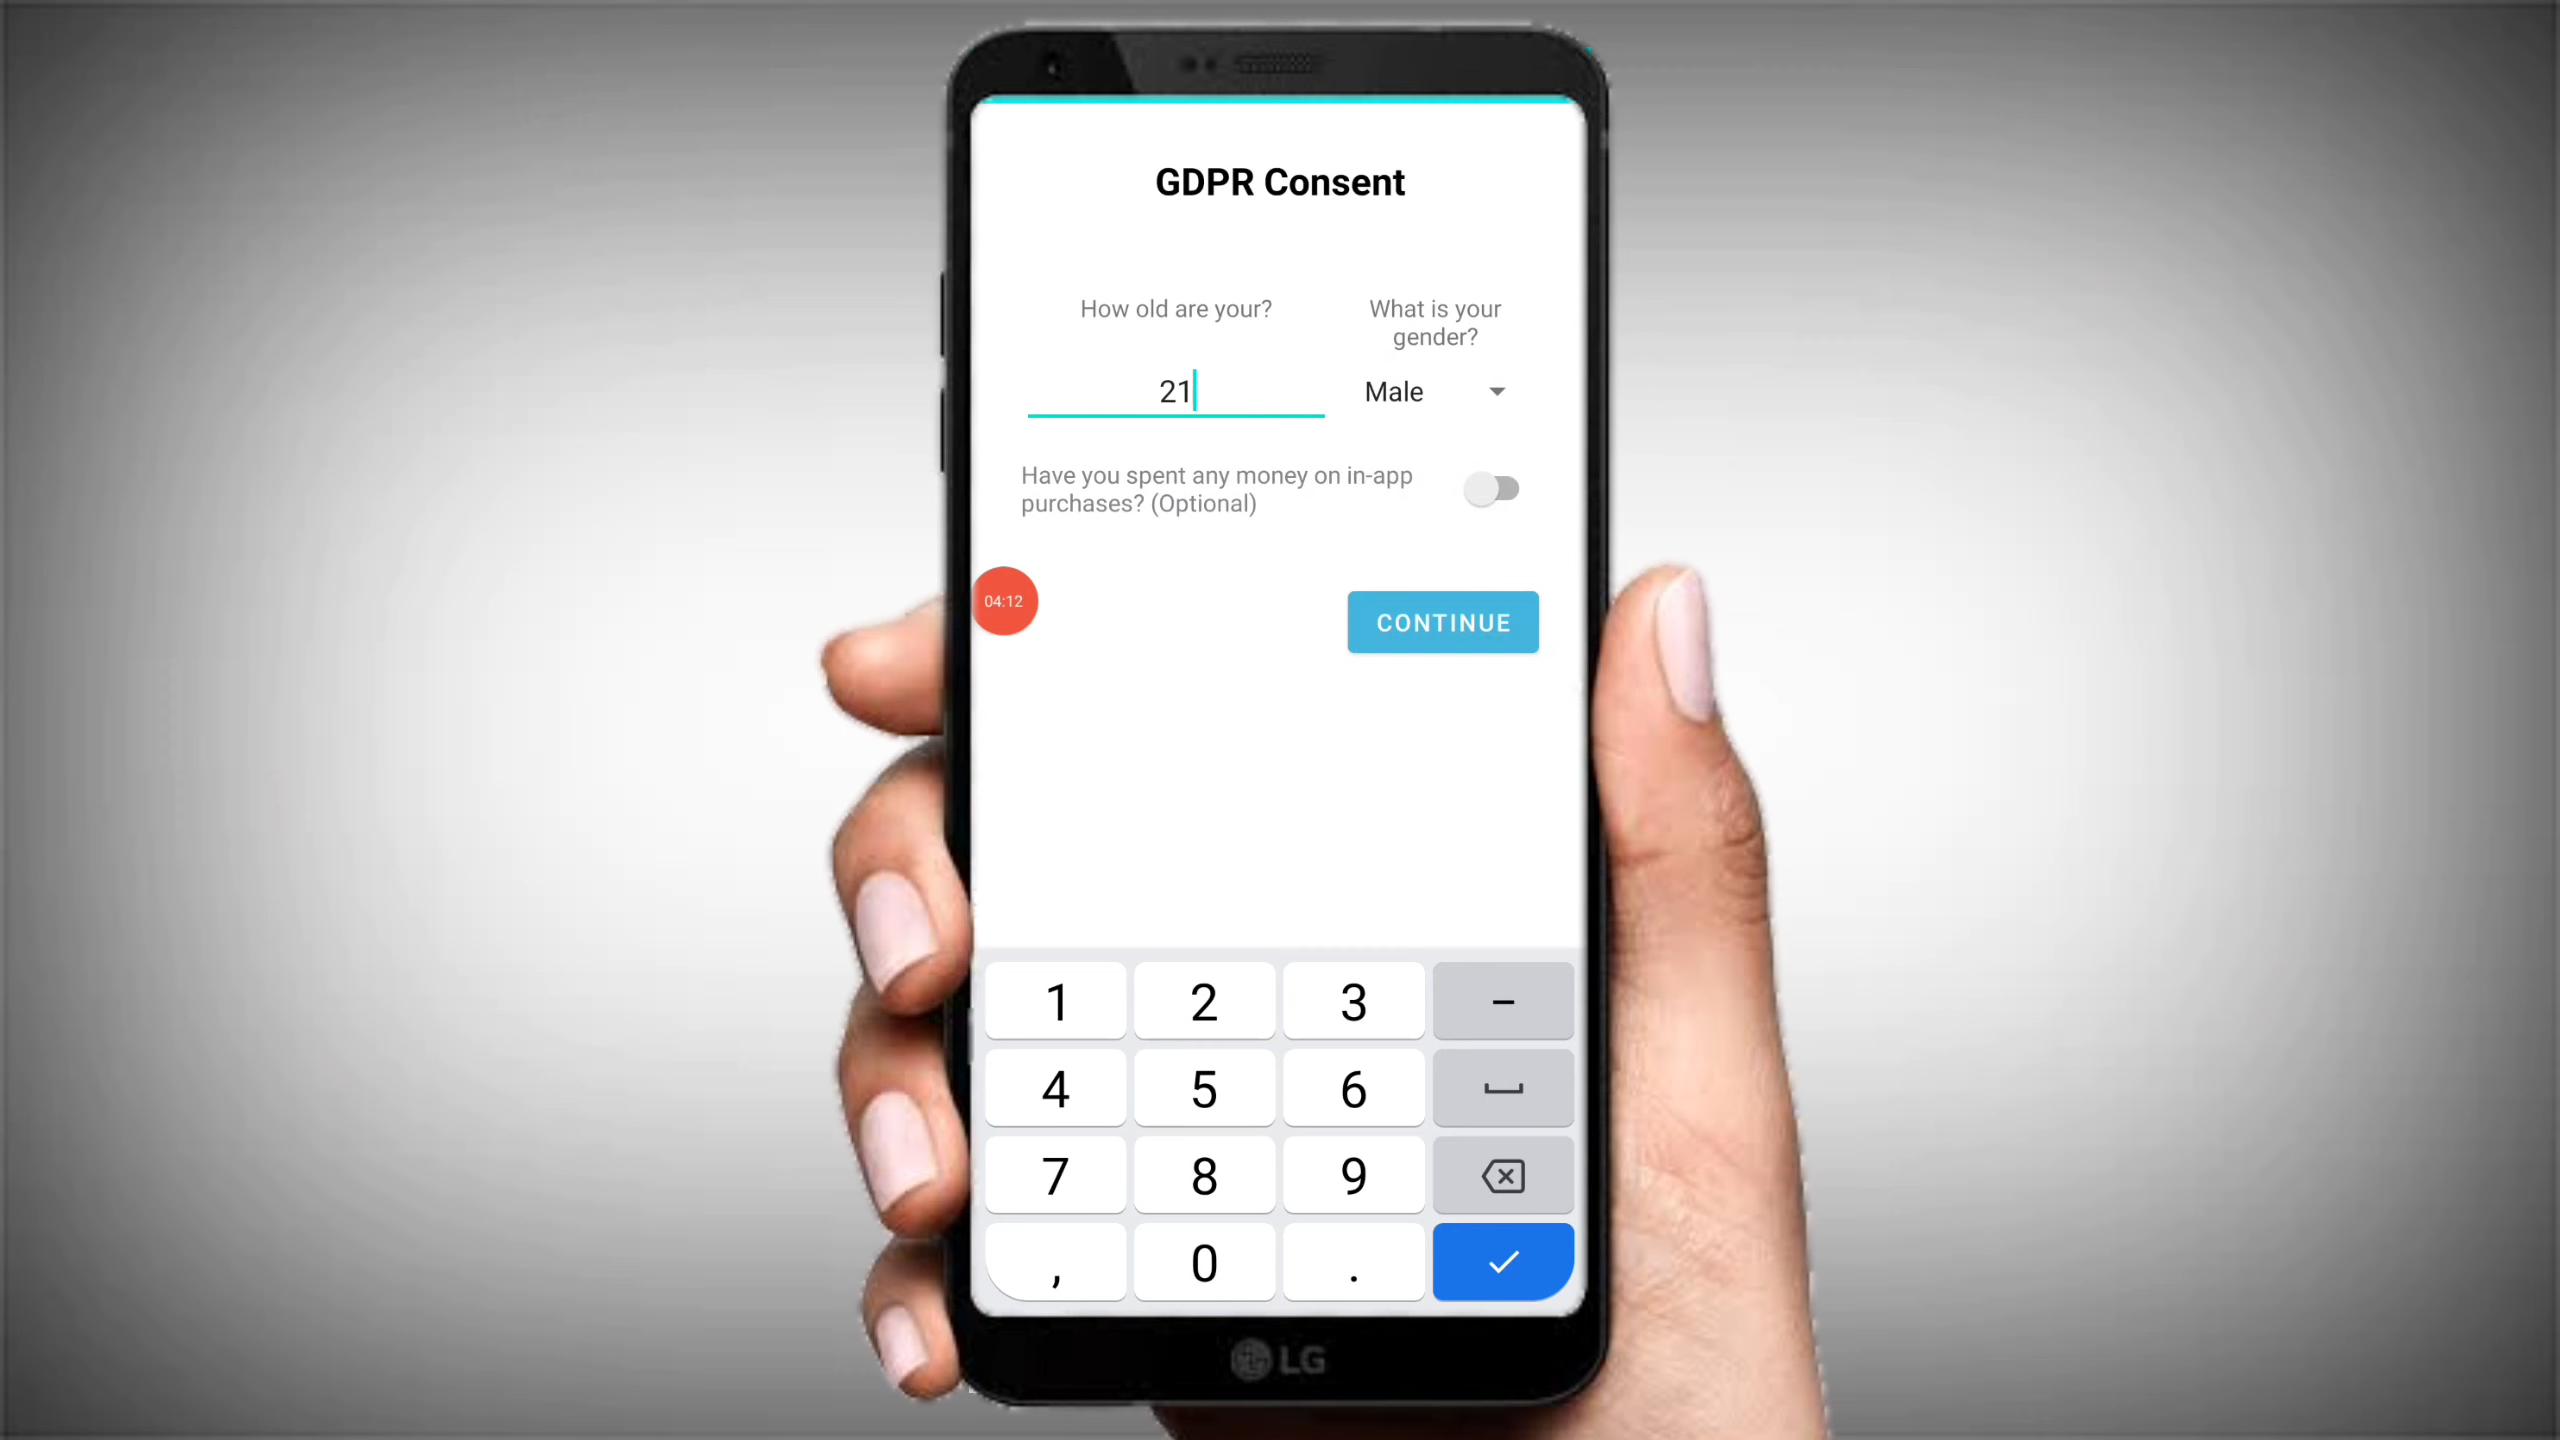 GDPR Consent
How old are your?
What is your
gender?
21
Male
Have you spent any money on in-app
purchases? (Optional)
04:12
CONTINUE
1 2 3 –
4 5 6
7 8 9
, 0 .
LG